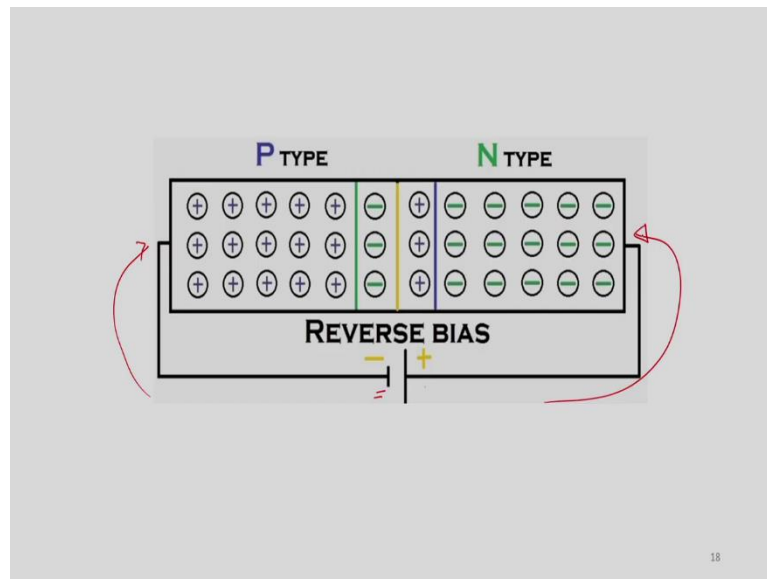 P TYPE N TYPE
+ + + + + - + - - - - -
+ + + + + - + - - - - -
+ + + + + - + - - - - -
REVERSE BIAS
- +
=
18